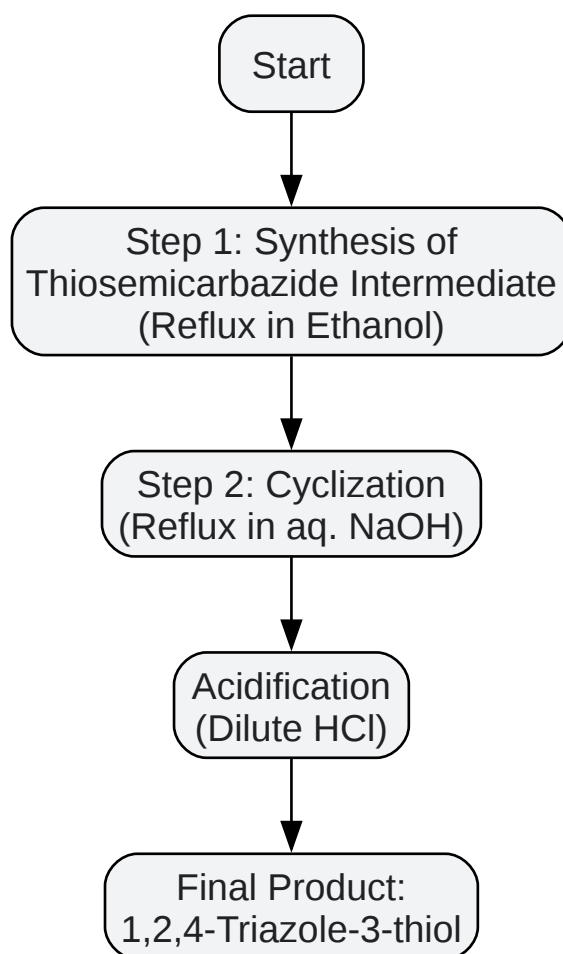 Start
Step 1: Synthesis of
Thiosemicarbazide Intermediate
(Reflux in Ethanol)
Step 2: Cyclization
(Reflux in aq. NaOH)
Acidification
(Dilute HCl)
Final Product:
1,2,4-Triazole-3-thiol